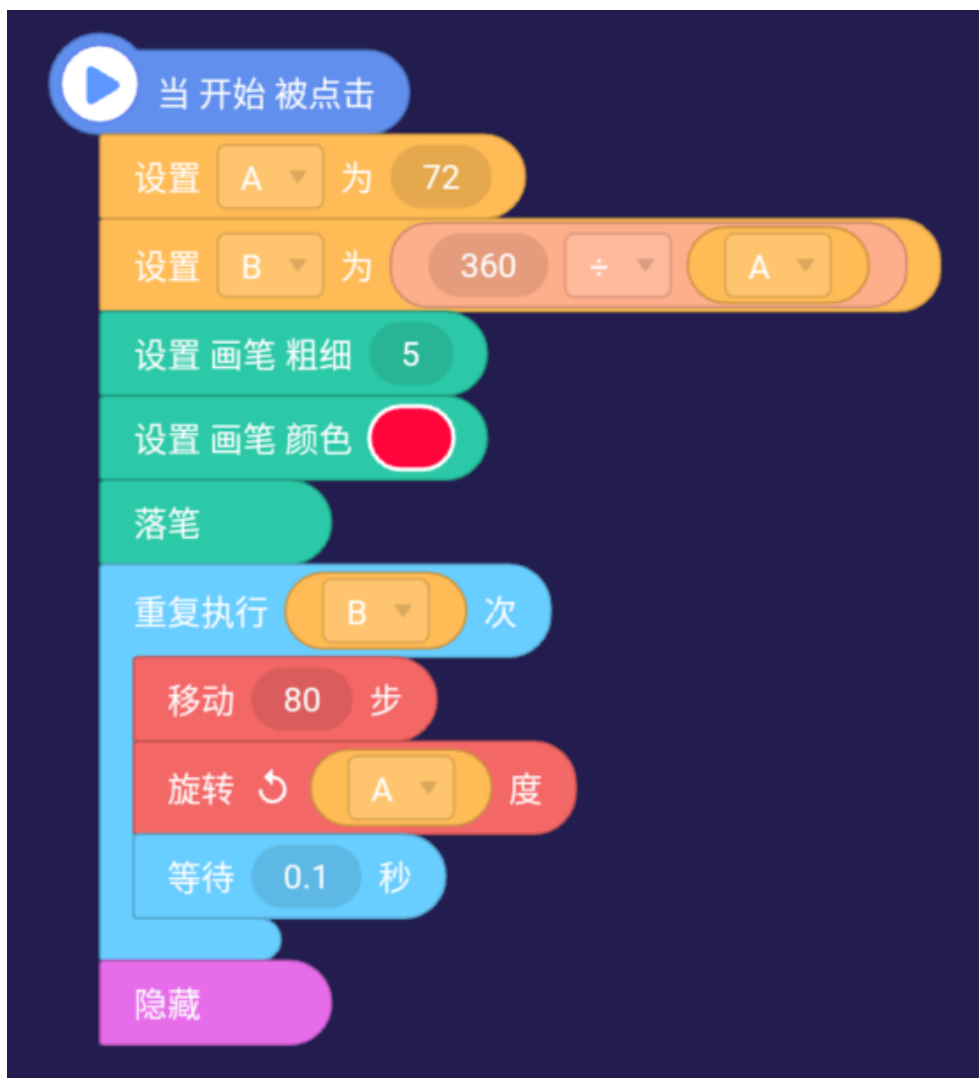 当 开始 被点击
设置 A 为 72
设置 B 为 360 ÷ A
设置 画笔 粗细 5
设置 画笔 颜色
落笔
重复执行 B 次
移动 80 步
旋转 A 度
等待 0.1 秒
隐藏